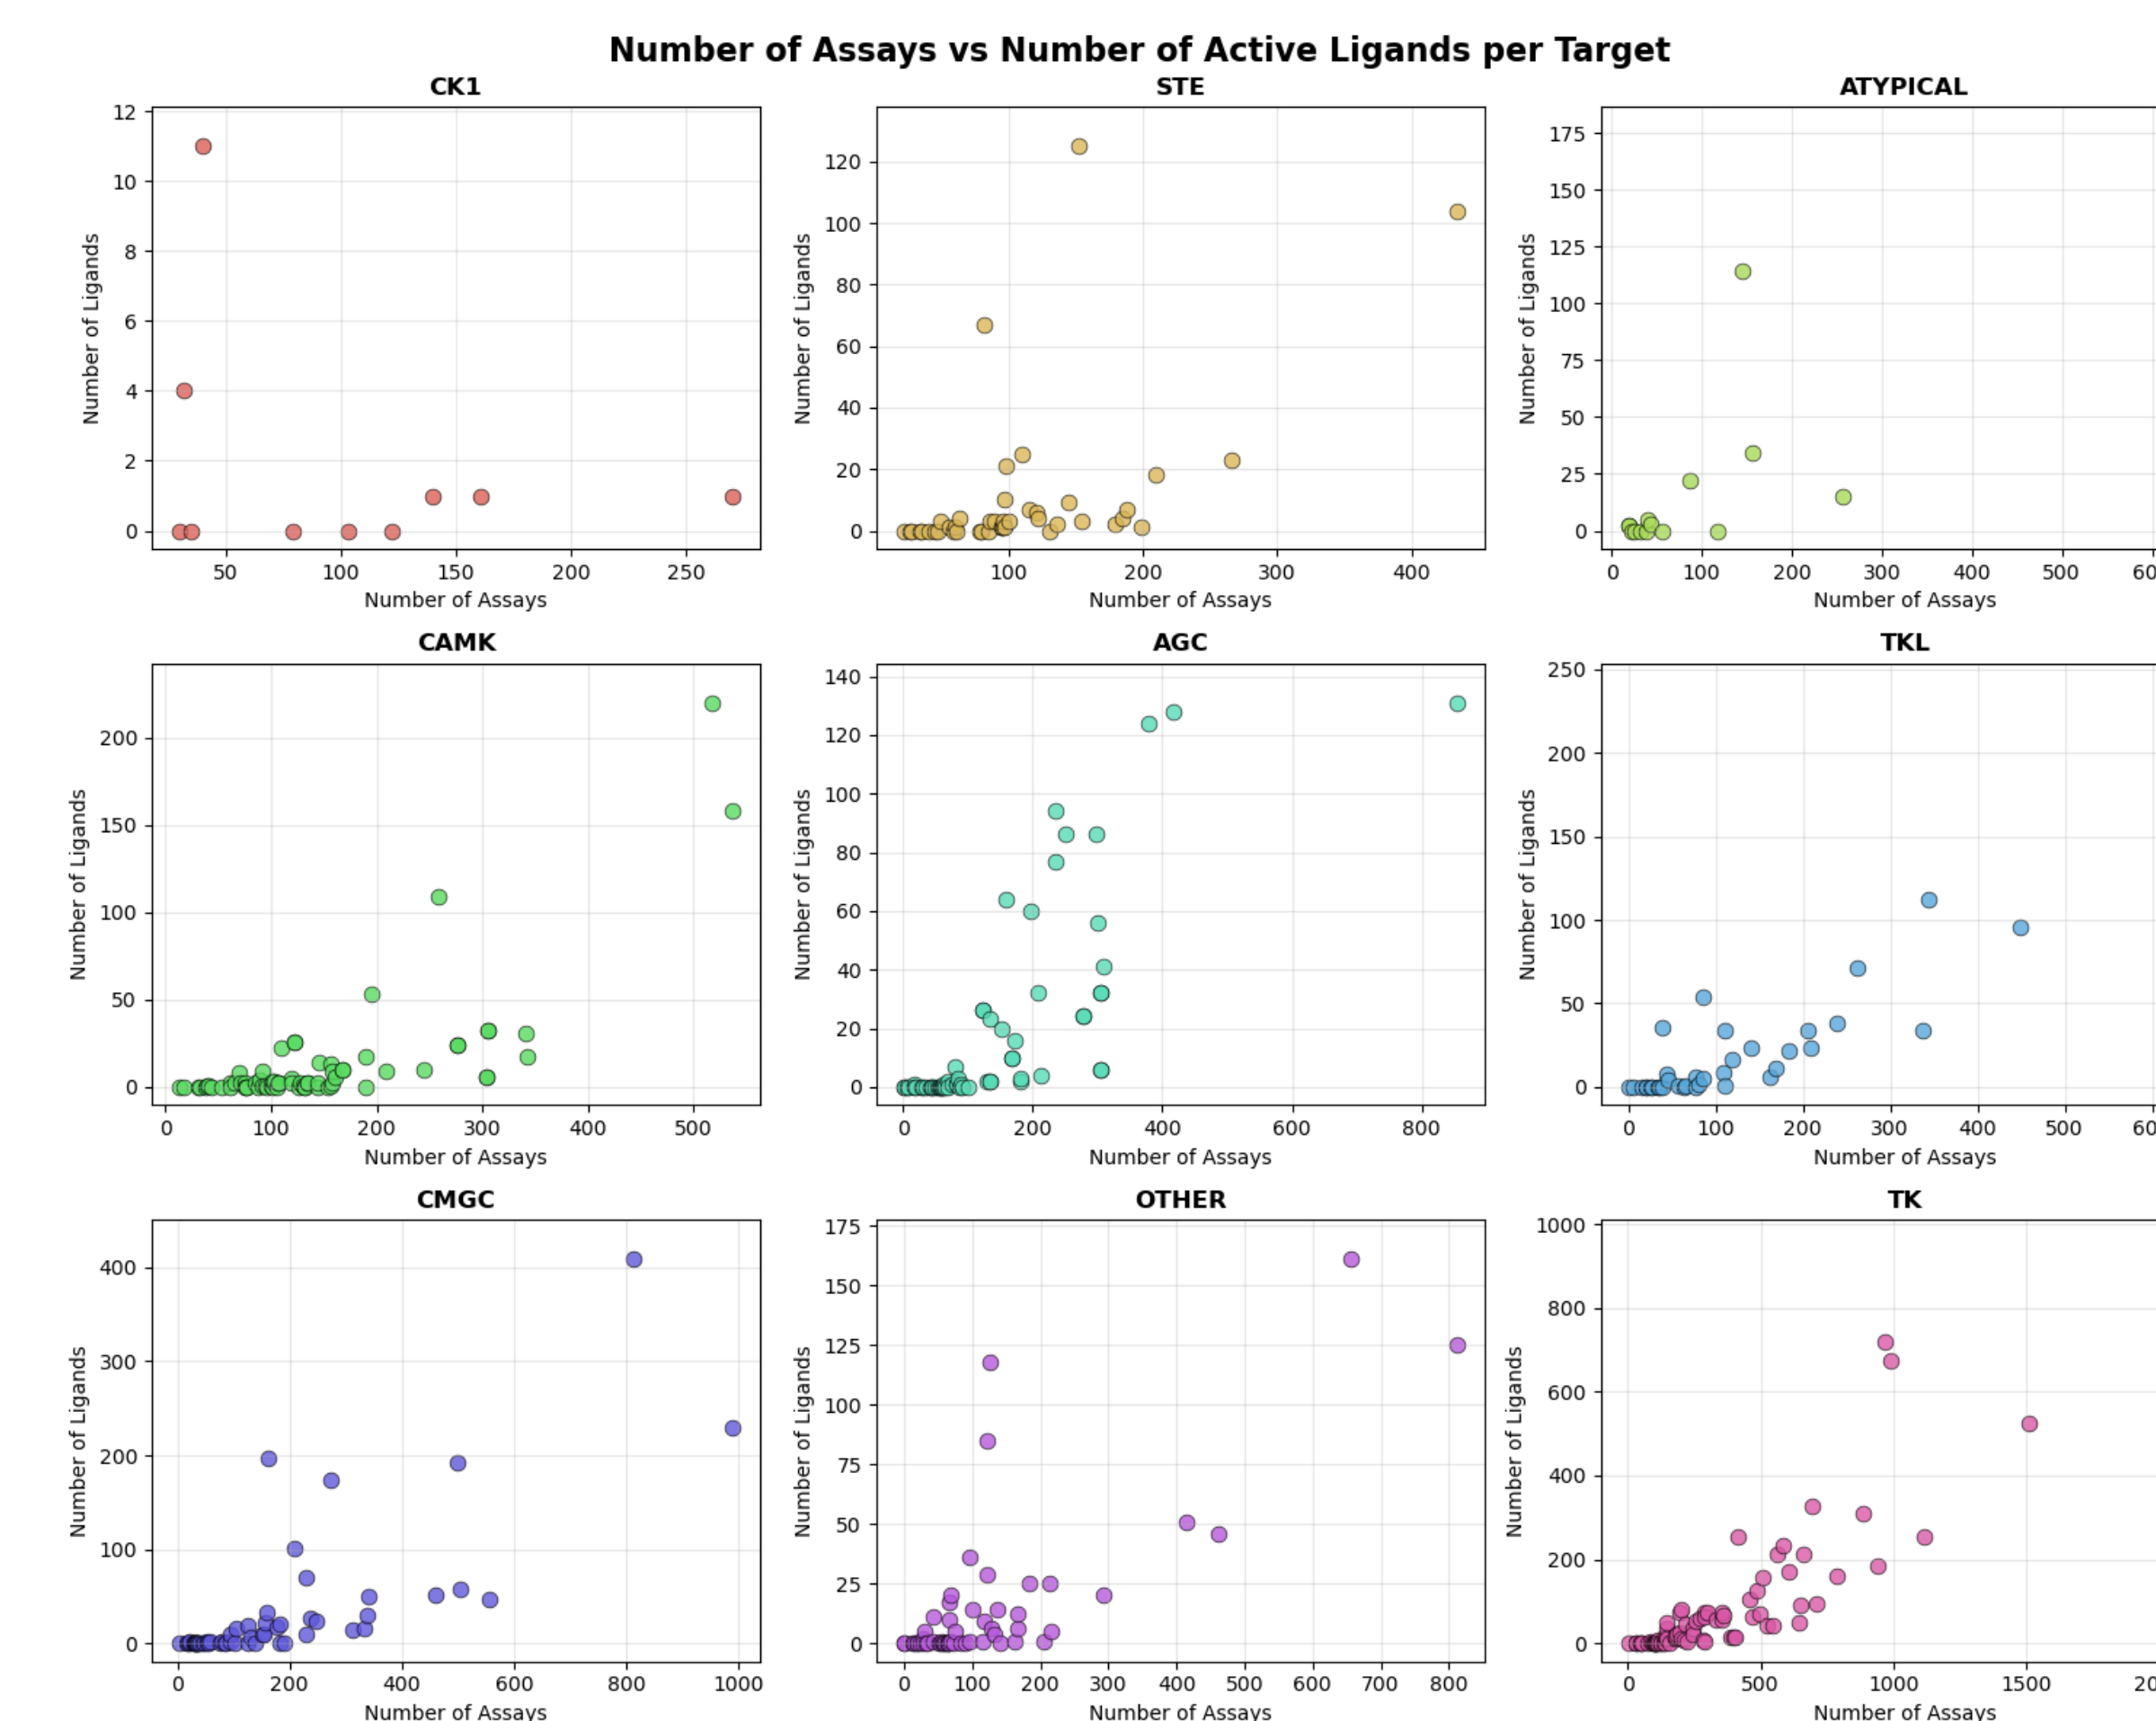 Number of Assays vs Number of Active Ligands per Target
CK1
STE
ATYPICAL
12
10
8
6
4
2
0
Number of Ligands
50 100 150 200 250
Number of Assays
120
100
80
60
40
20
0
Number of Ligands
100 200 300 400
Number of Assays
175
150
125
100
75
50
25
0
Number of Ligands
0 100 200 300 400 500 60
Number of Assays
CAMK
AGC
TKL
200
150
100
50
0
Number of Ligands
0 100 200 300 400 500
Number of Assays
140
120
100
80
60
40
20
0
Number of Ligands
0 200 400 600 800
Number of Assays
250
200
150
100
50
0
Number of Ligands
0 100 200 300 400 500 60
Number of Assays
CMGC
OTHER
TK
400
300
200
100
0
Number of Ligands
0 200 400 600 800 1000
Number of Assays
175
150
125
100
75
50
25
0
Number of Ligands
0 100 200 300 400 500 600 700 800
Number of Assays
1000
800
600
400
200
0
Number of Ligands
0 500 1000 1500 20
Number of Assays